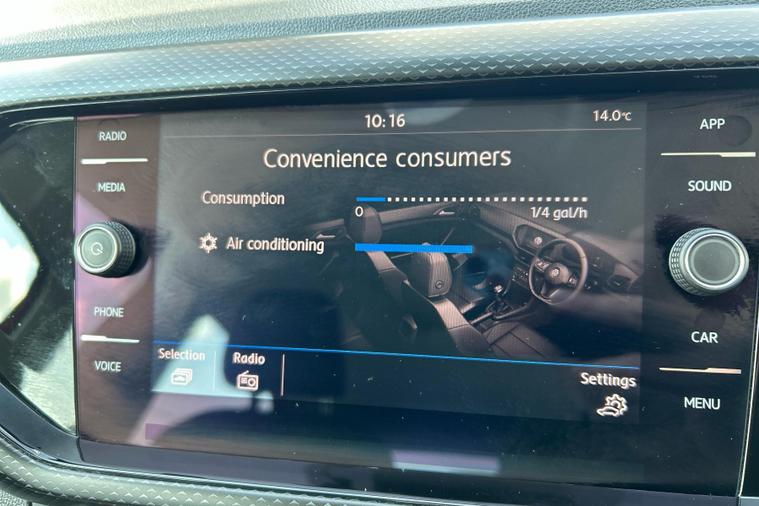 10:16
14.0°C
RADIO
MEDIA
PHONE
VOICE
Convenience consumers
Consumption
0
1/4 gal/h
Air conditioning
Selection
Radio
Settings
APP
SOUND
CAR
MENU